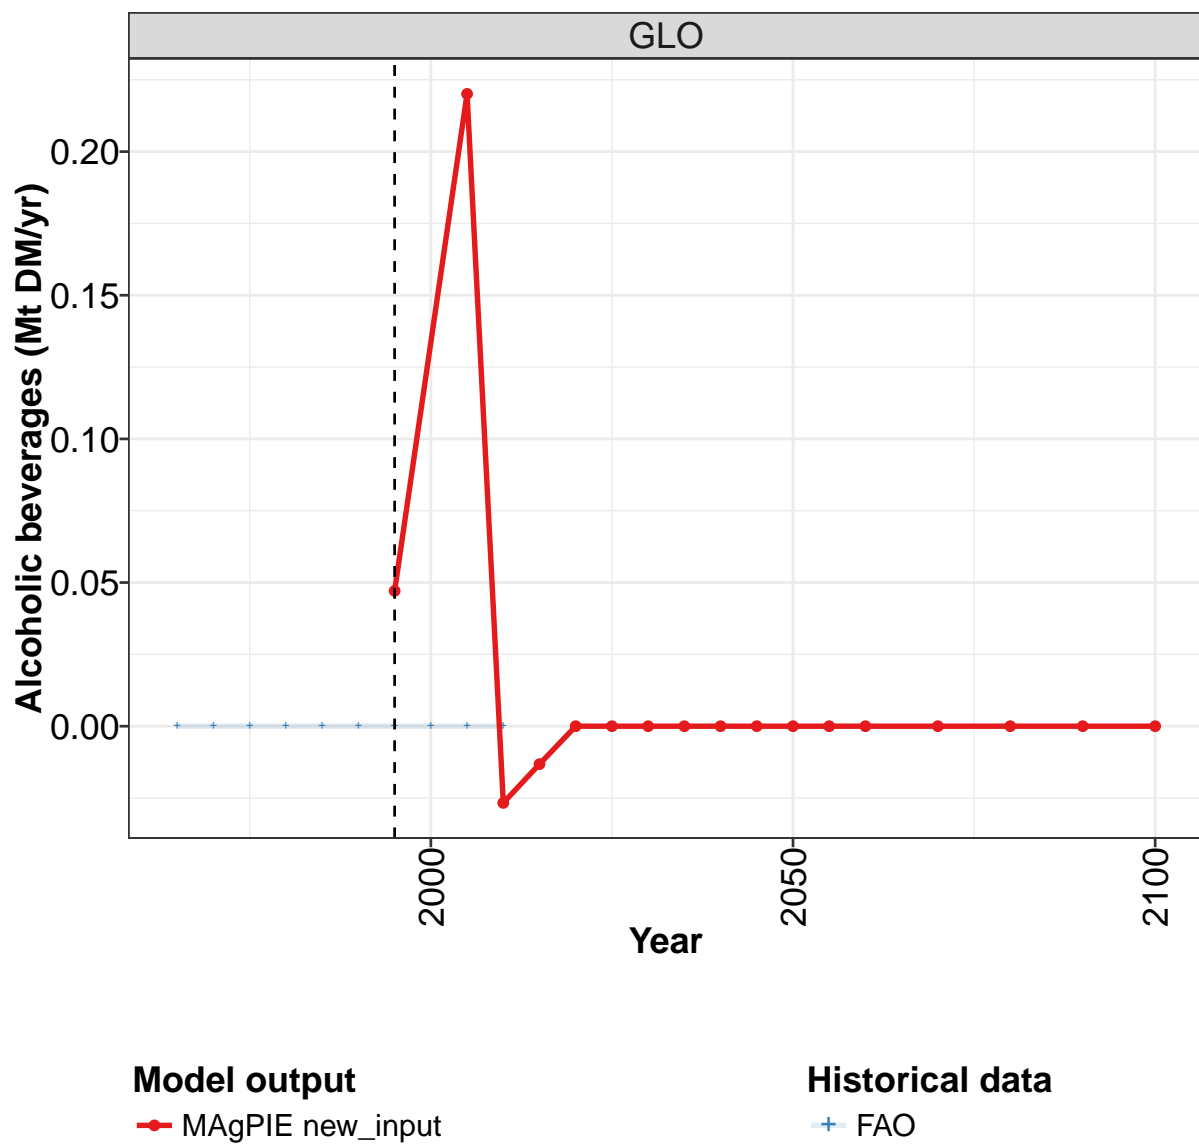 GLO
Alcoholic beverages (Mt DM/yr)
0.20
0.15
0.10
0.05
0.00
2000
2050
2100
Year
Model output
MAgPIE new_input
Historical data
FAO